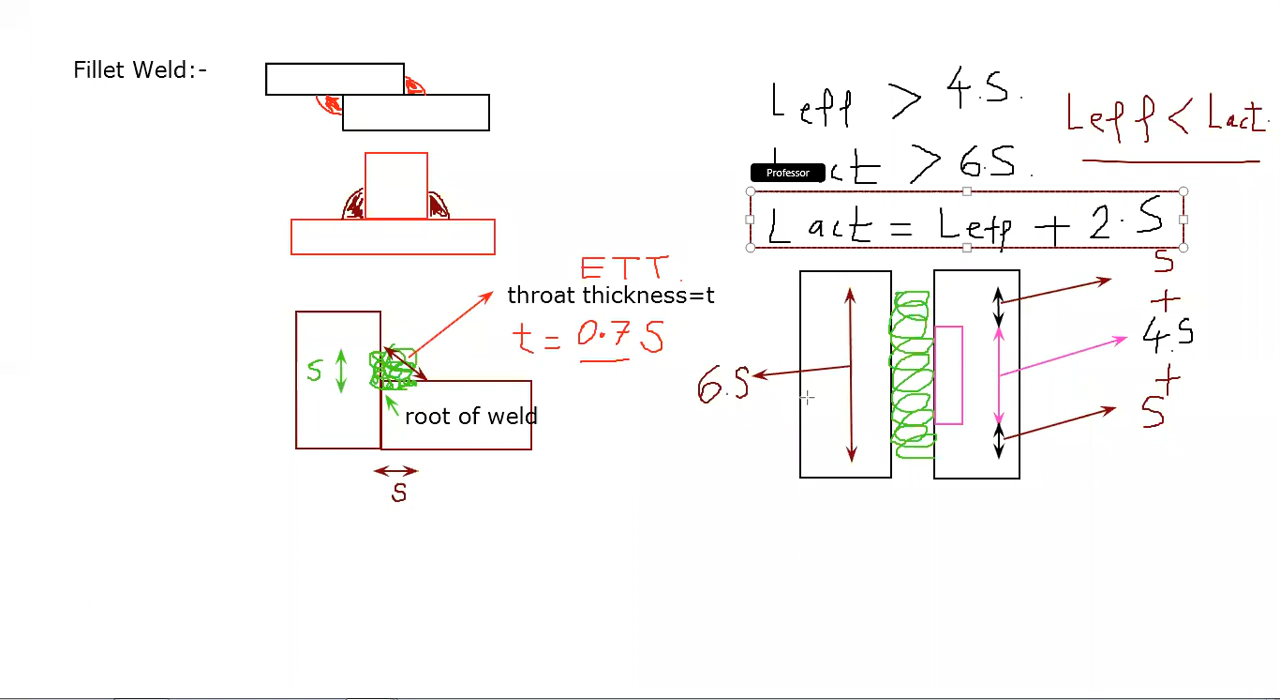 Fillet Weld:-
Leff > 4.S.
Leff < Lact.
Professor
ct > 6.S.
Lact = Leff + 2.S
ETT.
throat thickness=t
t = 0.7 S
S
root of weld
S
6.S
S
+
4.S
+
S